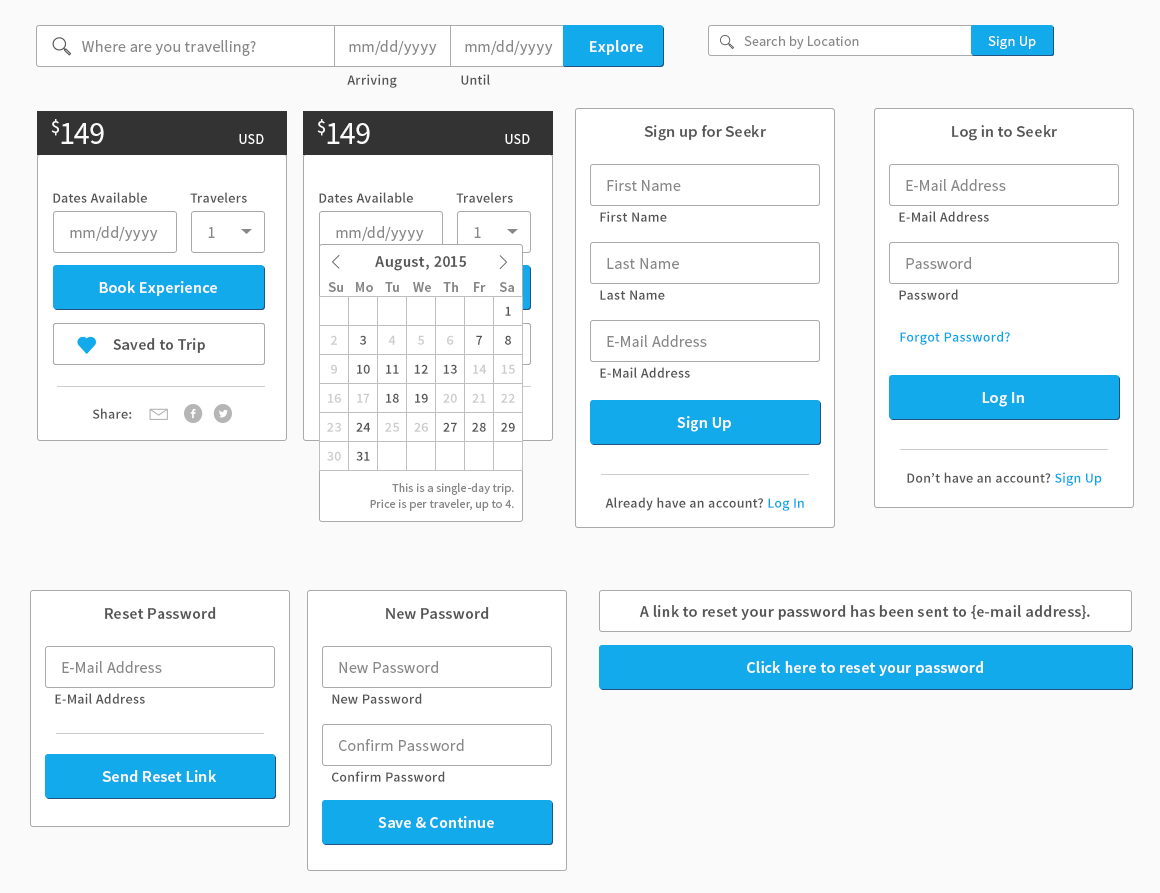 Where are you travelling?
mm/dd/yyyy
mm/dd/yyyy
Explore
Arriving
Until
Search by Location
Sign Up
$149
USD
Dates Available
Travelers
mm/dd/yyyy
1
Book Experience
Saved to Trip
Share:
$149
USD
Dates Available
Travelers
mm/dd/yyyy
1
August, 2015
Su Mo Tu We Th Fr Sa
1
2 3 4 5 6 7 8
9 10 11 12 13 14 15
16 17 18 19 20 21 22
23 24 25 26 27 28 29
30 31
This is a single-day trip.
Price is per traveler, up to 4.
Sign up for Seekr
First Name
First Name
Last Name
Last Name
E-Mail Address
E-Mail Address
Sign Up
Already have an account? Log In
Log in to Seekr
E-Mail Address
E-Mail Address
Password
Password
Forgot Password?
Log In
Don't have an account? Sign Up
Reset Password
E-Mail Address
E-Mail Address
Send Reset Link
New Password
New Password
New Password
Confirm Password
Confirm Password
Save & Continue
A link to reset your password has been sent to {e-mail address}.
Click here to reset your password